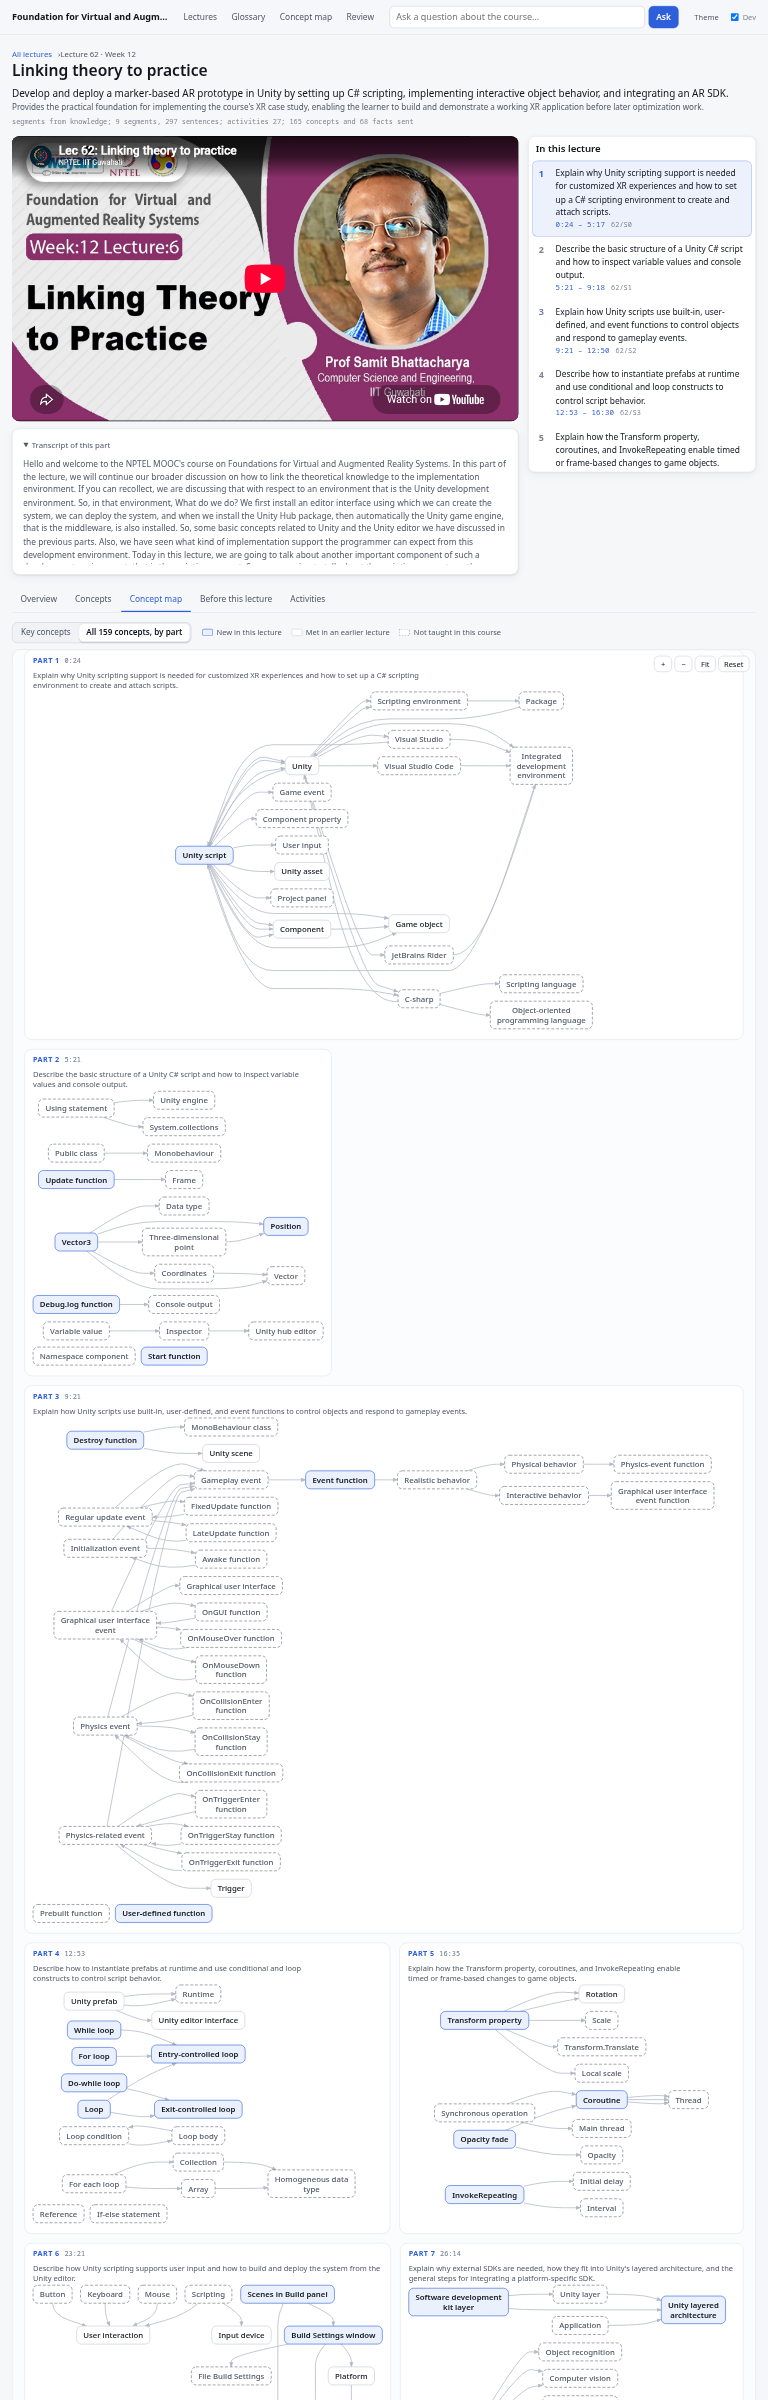 Foundation for Virtual and Augm...
Lectures
Glossary
Concept map
Review
Ask a question about the course...
Ask
Theme
Dev
All lectures
›Lecture 62 · Week 12
Linking theory to practice
Develop and deploy a marker-based AR prototype in Unity by setting up C# scripting, implementing interactive object behavior, and integrating an AR SDK.
Provides the practical foundation for implementing the course's XR case study, enabling the learner to build and demonstrate a working XR application before later optimization work.
segments from knowledge; 9 segments, 297 sentences; activities 27; 165 concepts and 68 facts sent
Lec 62: Linking theory to practice
NPTEL IIT Guwahati
NPTEL
Foundation for Virtual and
Augmented Reality Systems
Week:12 Lecture:6
Linking Theory
to Practice
Prof Samit Bhattacharya
Computer Science and Engineering,
IIT Guwahati
Watch on YouTube
In this lecture
1
Explain why Unity scripting support is needed
for customized XR experiences and how to set
up a C# scripting environment to create and
attach scripts.
0:24 – 5:17 62/S0
2
Describe the basic structure of a Unity C# script
and how to inspect variable values and console
output.
5:21 – 9:18 62/S1
3
Explain how Unity scripts use built-in, user-
defined, and event functions to control objects
and respond to gameplay events.
9:21 – 12:50 62/S2
4
Describe how to instantiate prefabs at runtime
and use conditional and loop constructs to
control script behavior.
12:53 – 16:30 62/S3
5
Explain how the Transform property,
coroutines, and InvokeRepeating enable timed
or frame-based changes to game objects.
▼ Transcript of this part
Hello and welcome to the NPTEL MOOC's course on Foundations for Virtual and Augmented Reality Systems. In this part of
the lecture, we will continue our broader discussion on how to link the theoretical knowledge to the implementation
environment. If you can recollect, we are discussing that with respect to an environment that is the Unity development
environment. So, in that environment, What do we do? We first install an editor interface using which we can create the
system, we can deploy the system, and when we install the Unity Hub package, then automatically the Unity game engine,
that is the middleware, is also installed. So, some basic concepts related to Unity and the Unity editor we have discussed in
the previous parts. Also, we have seen what kind of implementation support the programmer can expect from this
development environment. Today in this lecture, we are going to talk about another important component of such a
Overview
Concepts
Concept map
Before this lecture
Activities
Key concepts
All 159 concepts, by part
New in this lecture
Met in an earlier lecture
Not taught in this course
PART 1 0:24
+
−
Fit
Reset
Explain why Unity scripting support is needed for customized XR experiences and how to set up a C# scripting
environment to create and attach scripts.
Scripting environment
Package
Visual Studio
Integrated
development
environment
Unity
Visual Studio Code
Game event
Component property
User input
Unity script
Unity asset
Project panel
Component
Game object
JetBrains Rider
C-sharp
Scripting language
Object-oriented
programming language
PART 2 5:21
Describe the basic structure of a Unity C# script and how to inspect variable
values and console output.
Using statement
Unity engine
System.collections
Public class
Monobehaviour
Update function
Frame
Data type
Position
Vector3
Three-dimensional
point
Coordinates
Vector
Debug.log function
Console output
Variable value
Inspector
Unity hub editor
Namespace component
Start function
PART 3 9:21
Explain how Unity scripts use built-in, user-defined, and event functions to control objects and respond to gameplay events.
MonoBehaviour class
Destroy function
Unity scene
Gameplay event
Event function
Realistic behavior
Physical behavior
Physics-event function
Interactive behavior
Graphical user interface
event function
FixedUpdate function
Regular update event
LateUpdate function
Initialization event
Awake function
Graphical user interface
OnGUI function
Graphical user interface
event
OnMouseOver function
OnMouseDown
function
OnCollisionEnter
function
Physics event
OnCollisionStay
function
OnCollisionExit function
OnTriggerEnter
function
Physics-related event
OnTriggerStay function
OnTriggerExit function
Trigger
Prebuilt function
User-defined function
PART 4 12:53
Describe how to instantiate prefabs at runtime and use conditional and loop
constructs to control script behavior.
Runtime
Unity prefab
Unity editor interface
While loop
For loop
Entry-controlled loop
Do-while loop
Loop
Exit-controlled loop
Loop condition
Loop body
Collection
For each loop
Array
Homogeneous data
type
Reference
If-else statement
PART 5 16:35
Explain how the Transform property, coroutines, and InvokeRepeating enable
timed or frame-based changes to game objects.
Rotation
Transform property
Scale
Transform.Translate
Local scale
Coroutine
Thread
Synchronous operation
Main thread
Opacity fade
Opacity
Initial delay
InvokeRepeating
Interval
PART 6 23:21
Describe how Unity scripting supports user input and how to build and deploy the system from the
Unity editor.
Button
Keyboard
Mouse
Scripting
Scenes in Build panel
User interaction
Input device
Build Settings window
File Build Settings
Platform
PART 7 26:14
Explain why external SDKs are needed, how they fit into Unity's layered architecture, and the
general steps for integrating a platform-specific SDK.
Software development
kit layer
Unity layer
Unity layered
architecture
Application
Object recognition
Computer vision